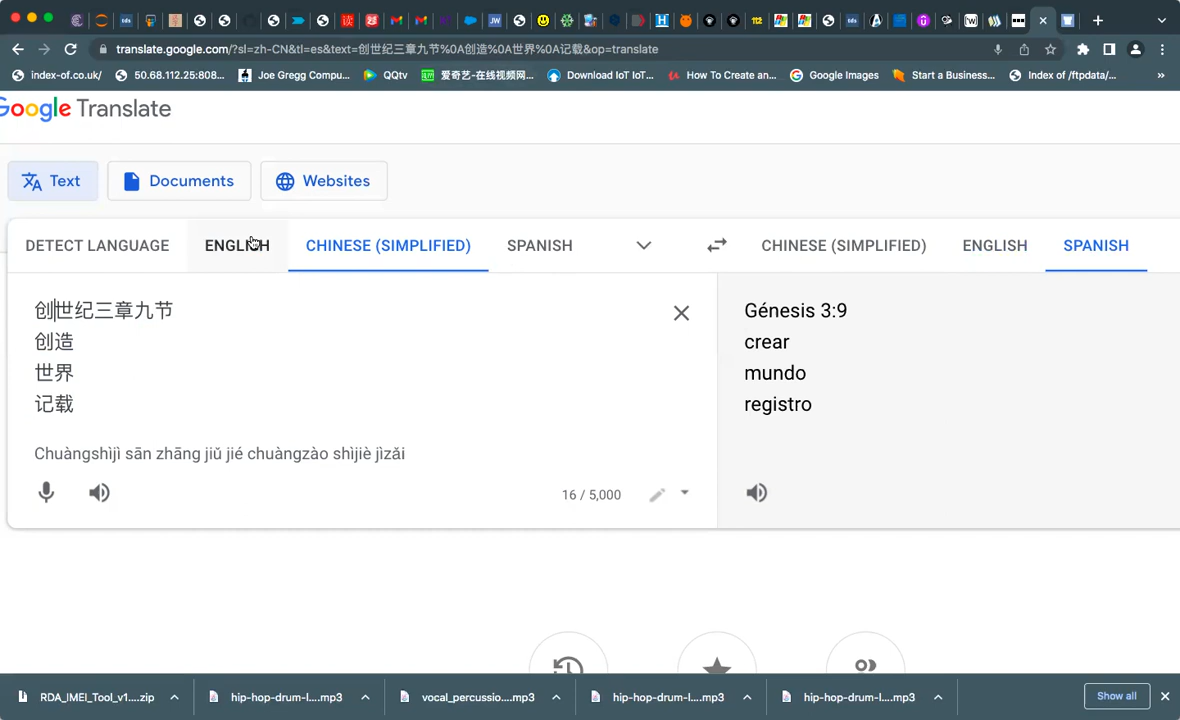 translate.google.com/?sl=zh-CN&tl=es&text=创世纪三章九节%0A创造%0A世界%0A记载&op=translate
index-of.co.uk/
50.68.112.25:808...
Joe Gregg Compu...
QQtv
爱奇艺-在线视频网...
Download IoT IoT...
How To Create an...
Google Images
Start a Business...
Index of /ftpdata/...
»
Google Translate
Text
Documents
Websites
DETECT LANGUAGE
ENGLISH
CHINESE (SIMPLIFIED)
SPANISH
CHINESE (SIMPLIFIED)
ENGLISH
SPANISH
创世纪三章九节
创造
世界
记载
Chuàngshìjì sān zhāng jiǔ jié chuàngzào shìjiè jìzǎi
16 / 5,000
Génesis 3:9
crear
mundo
registro
RDA_IMEI_Tool_v1....zip
hip-hop-drum-l....mp3
vocal_percussio....mp3
hip-hop-drum-l....mp3
hip-hop-drum-l....mp3
Show all